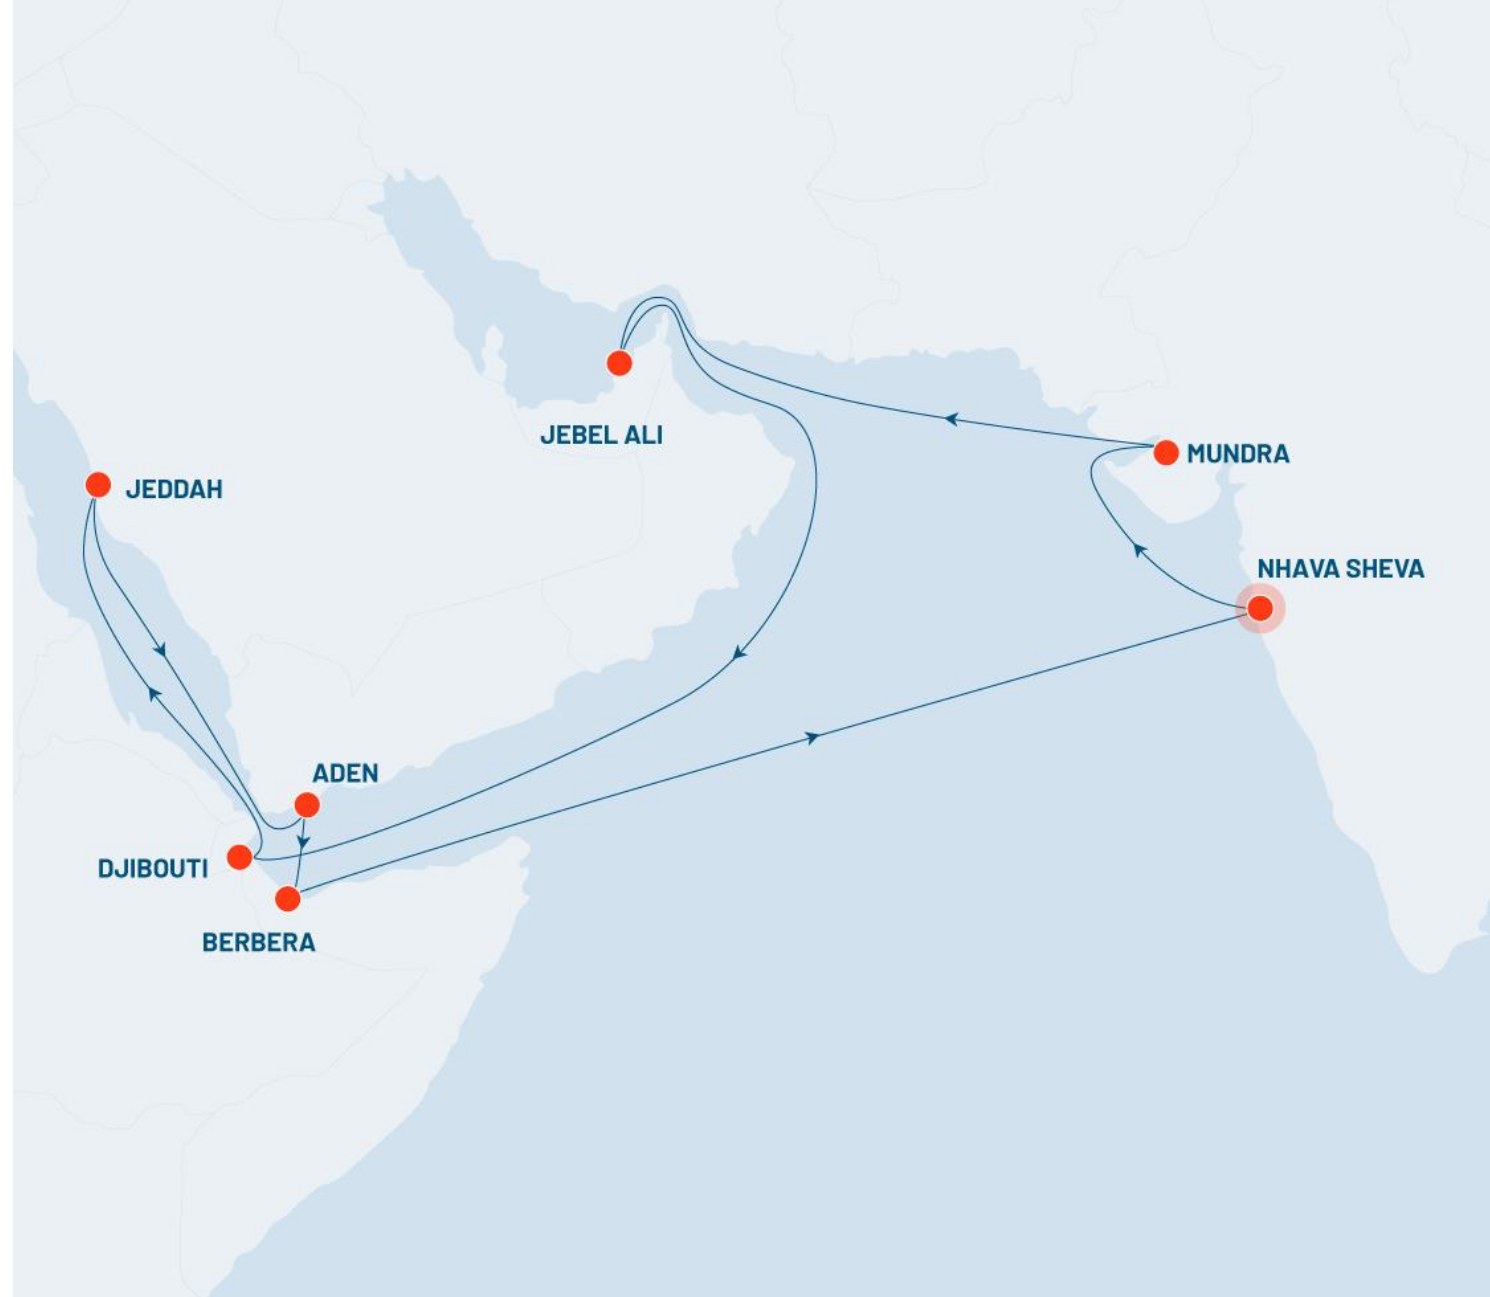 JEBEL ALI
MUNDRA
JEDDAH
NHAVA SHEVA
ADEN
DJIBOUTI
BERBERA